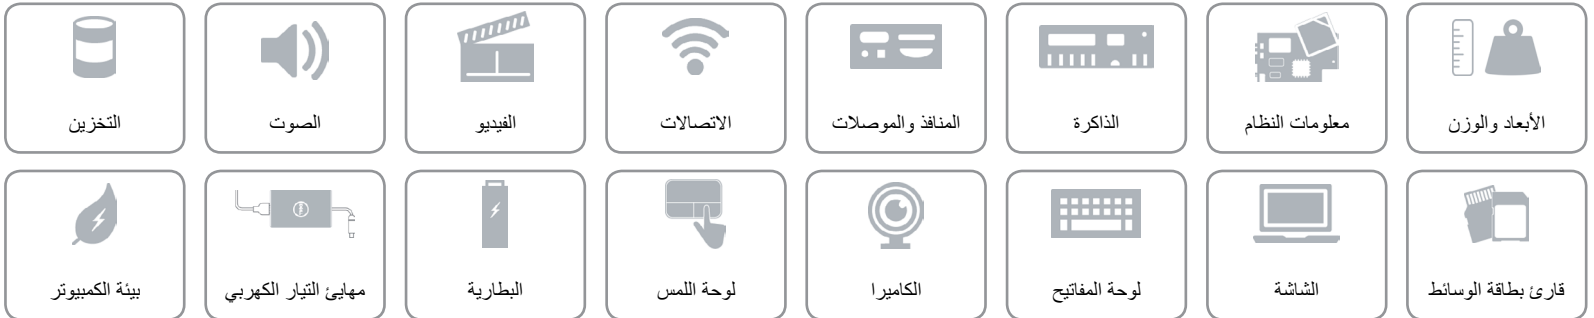 الأبعاد والوزن
معلومات النظام
الذاكرة
المنافذ والموصلات
الاتصالات
الفيديو
الصوت
التخزين
قارئ بطاقة الوسائط
الشاشة
لوحة المفاتيح
الكاميرا
لوحة اللمس
البطارية
مهايئ التيار الكهربي
بيئة الكمبيوتر